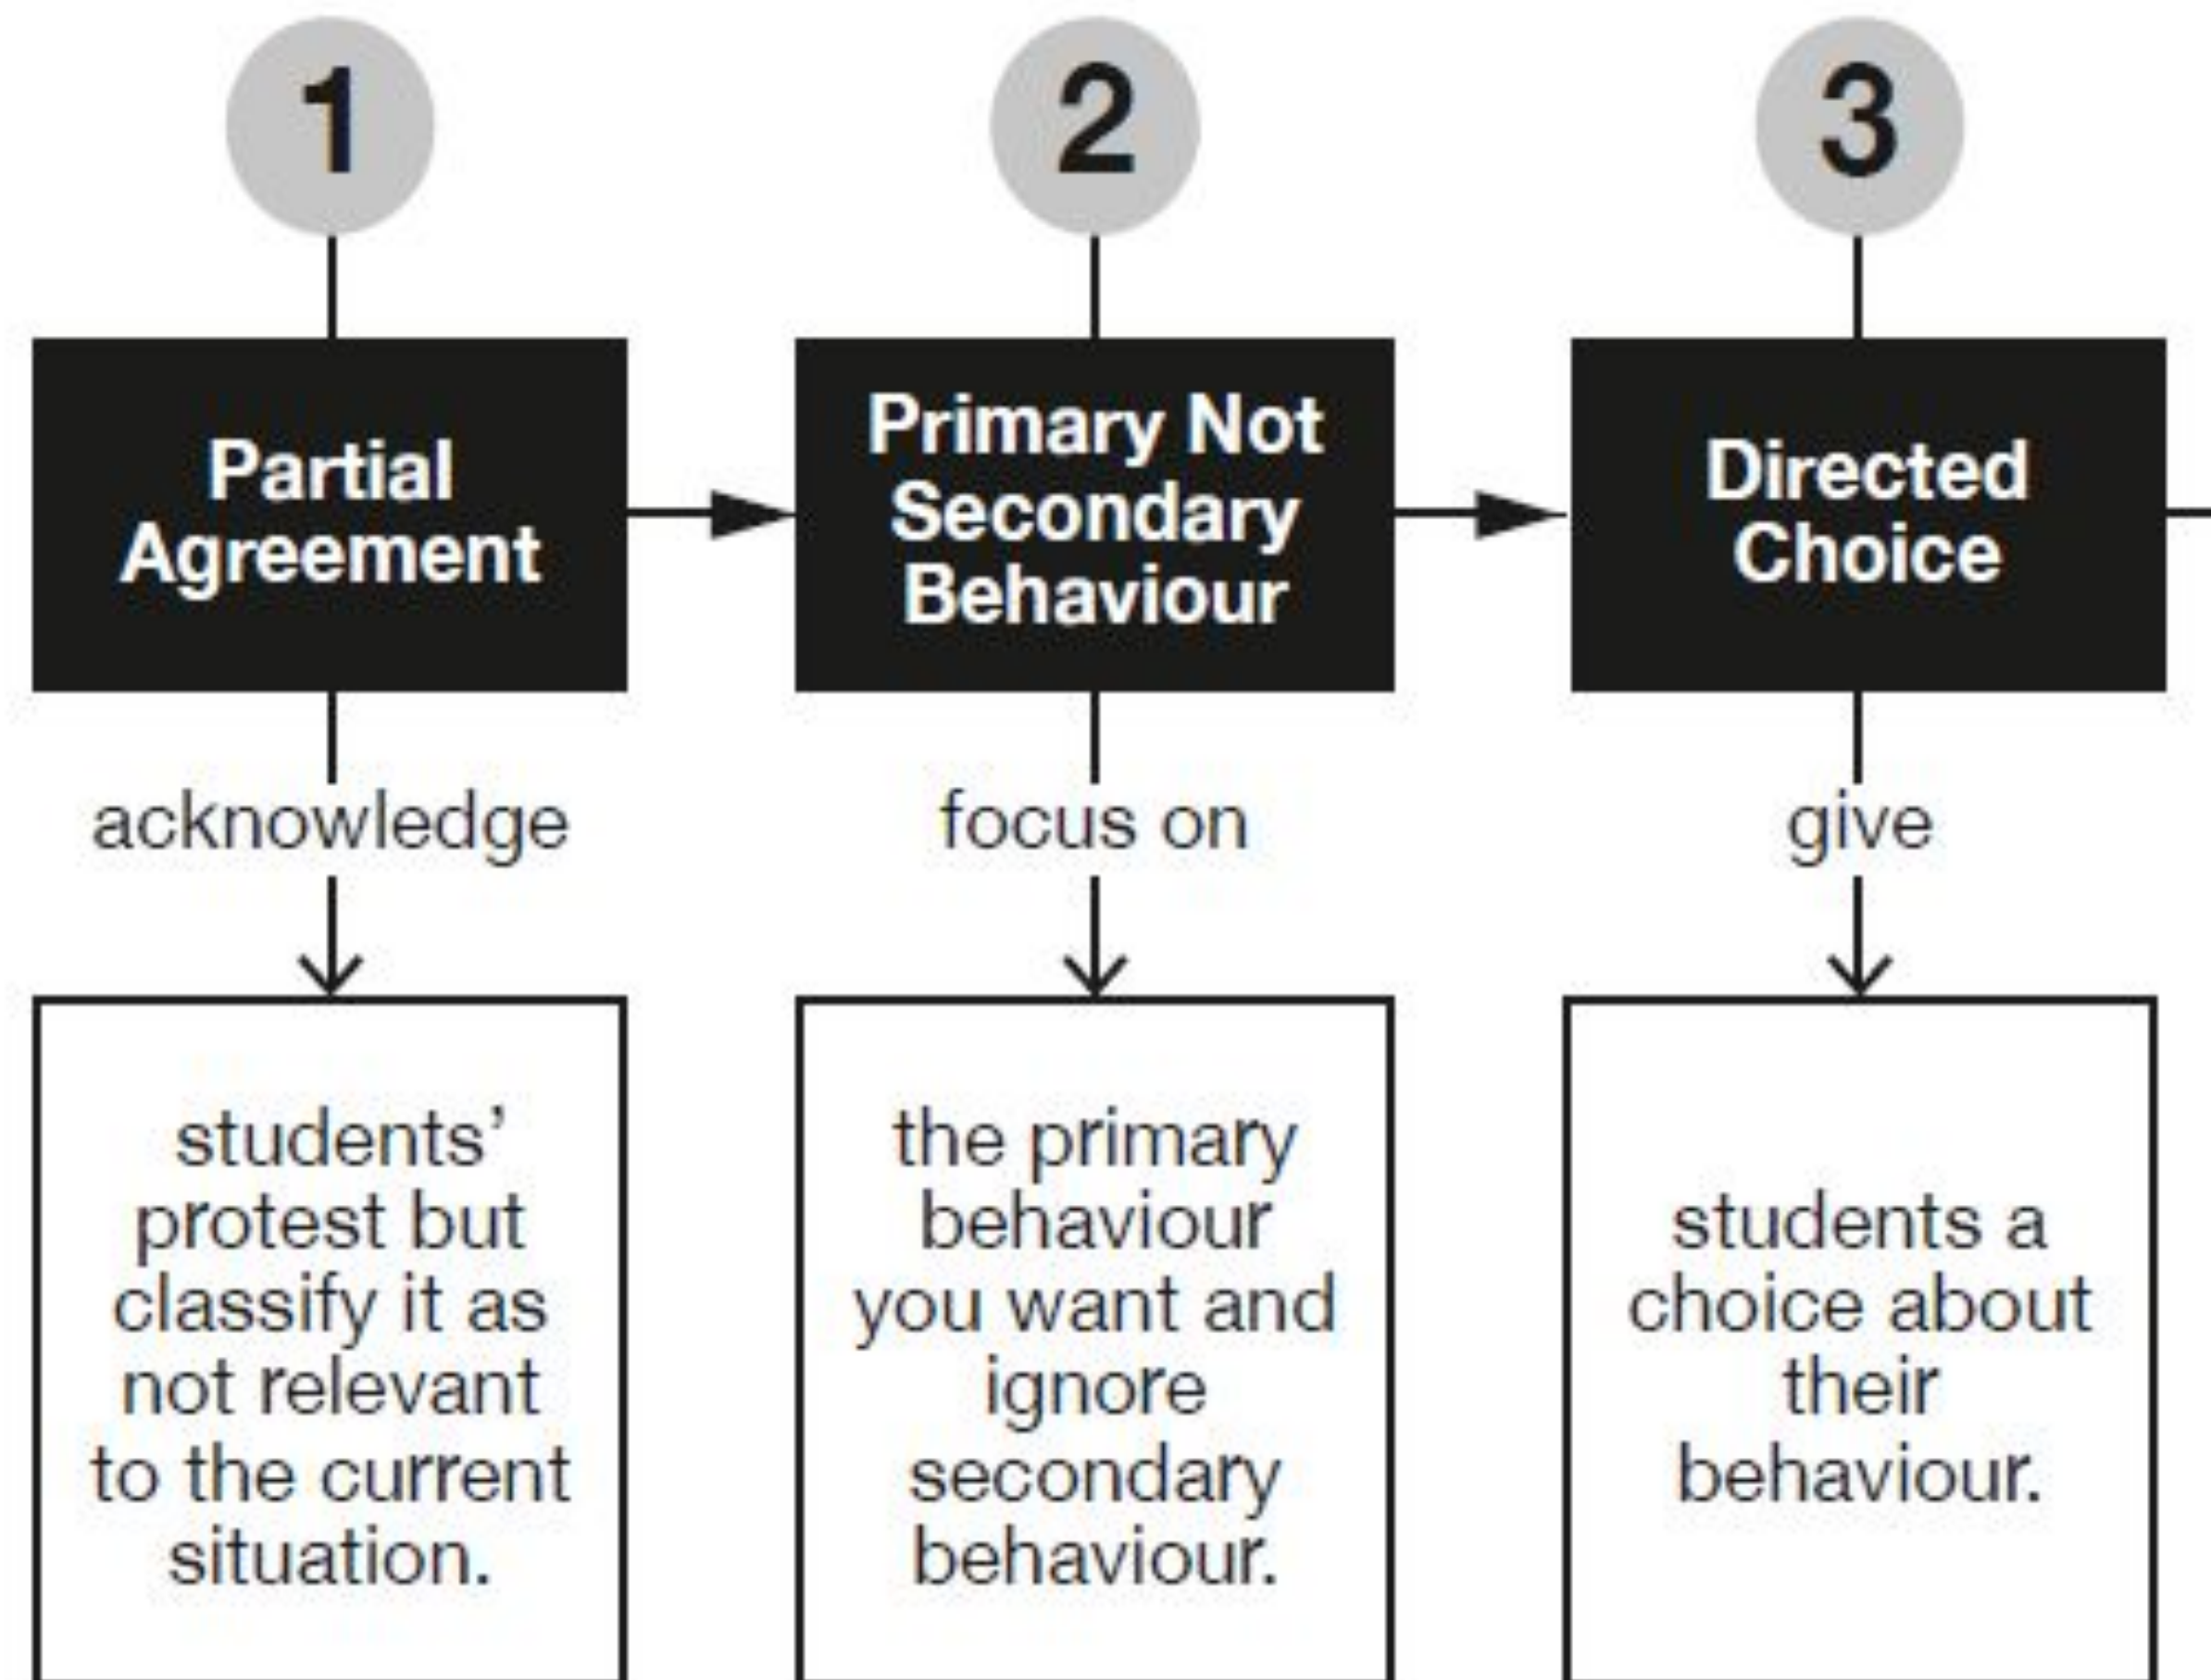 1
Partial
Agreement
acknowledge
students’
protest but
classify it as
not relevant
to the current
situation.
2
Primary Not
Secondary
Behaviour
focus on
the primary
behaviour
you want and
ignore
secondary
behaviour.
3
Directed
Choice
give
students a
choice about
their
behaviour.